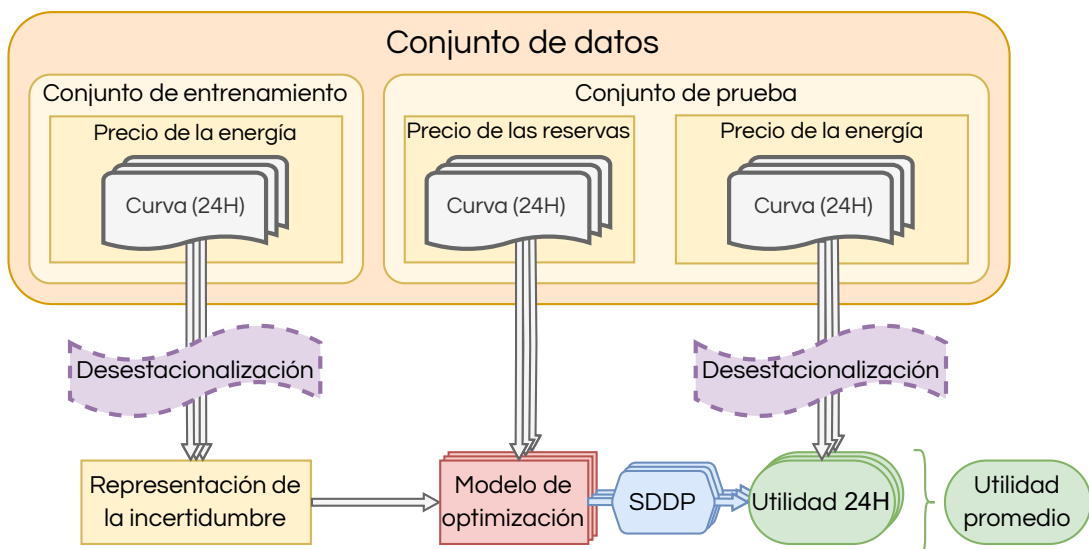 Conjunto de datos
Conjunto de entrenamiento
Precio de la energía
Curva (24H)
Conjunto de prueba
Precio de las reservas
Curva (24H)
Precio de la energía
Curva (24H)
Desestacionalización
Desestacionalización
Representación de
la incertidumbre
Modelo de
optimización
SDDP
Utilidad 24H
Utilidad
promedio